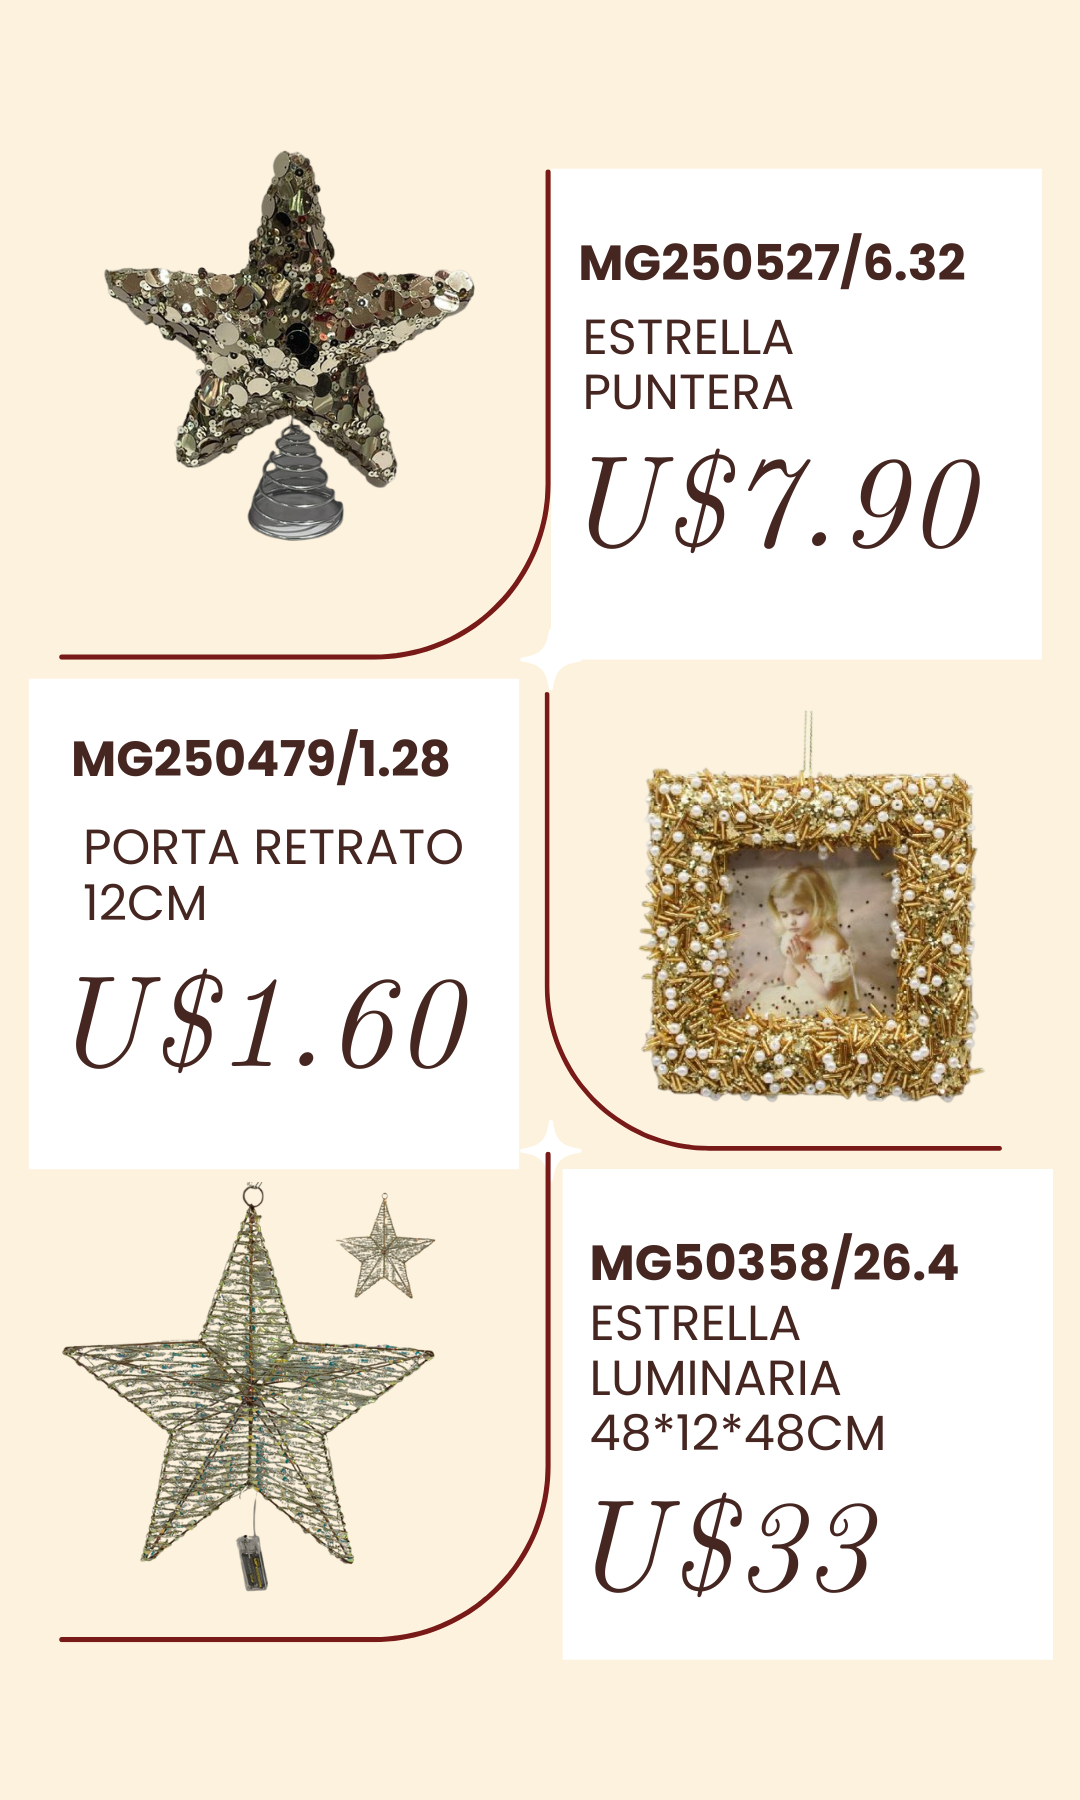 MG250527/6.32
ESTRELLA
PUNTERA
U$7.90
MG250479/1.28
PORTA RETRATO
12CM
U$1.60
MG50358/26.4
ESTRELLA
LUMINARIA
48*12*48CM
U$33